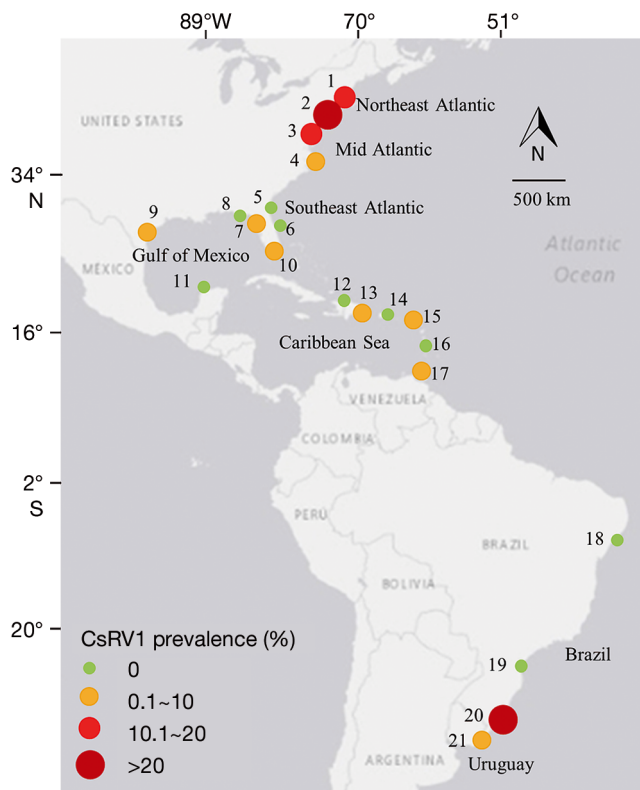 89°W 70° 51°
1
2 Northeast Atlantic
3
Mid Atlantic
4
UNITED STATES
N
500 km
34°
N
5
8 Southeast Atlantic
9
7 6
Gulf of Mexico
10
Atlantic
Ocean
MÉXICO
11
12 13 14
15
16°
Caribbean Sea 16
17
VENEZUELA
COLOMBIA
2°
S
PERÚ
18
BRAZIL
BOLIVIA
20°
CsRV1 prevalence (%)
0
0.1~10
10.1~20
>20
Brazil
19
20
21
Uruguay
ARGENTINA